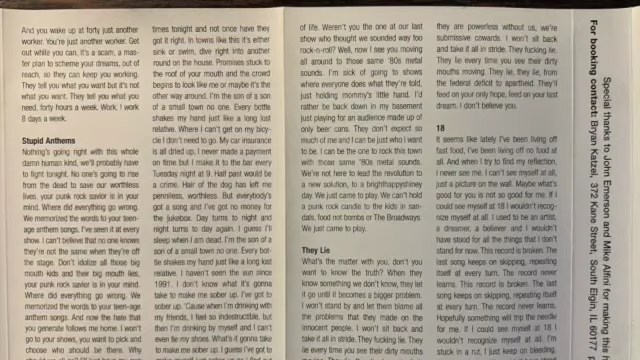 And you wake up at forty just another
worker. You're just another worker. Get
out while you can, it's a scam, a mas-
ter plan to scheme your dreams, out of
reach, so they can keep you working.
They tell you what you want but it's not
what you want. They tell you what you
need, forty hours a week. Work, I work
8 days a week.
Stupid Anthems
Nothing's going right with this whole
damn human kind, we'll probably have
to fight tonight. No one's going to rise
from the dead to save our worthless
lives, your punk rock savior is in your
mind. Where did everything go wrong.
We memorized the words to your teen-
age anthems song. I've seen it at every
show. I can't believe that no one knows
they're not the same when they're off
the stage. Don't idolize all those big
mouth kids and their big mouth lies,
your punk rock savior is in your mind.
Where did everything go wrong. We
memorized the words to your teen-age
anthems song. And now the hate that
you generate follows me home. I won't
go to your shows, you want to pick and
choose who should be there. Why
times tonight and not once have they
got it right. In towns like this it's either
sink or swim, dive right into another
round on the house. Promises stuck to
the roof of your mouth and the crowd
begins to look like me or maybe it's the
other way around. I'm the son of a son
of a small town no one. Every bottle
shakes my hand just like a long lost
relative. Where I can't get on my bicy-
cle I don't need to go. My car insurance
is all dried up, I never made a payment
on time but I make it to the bar every
Tuesday night at 9. Half past would be
a crime. Hair of the dog has left me
penniless, worthless. But everybody's
got a song and I've got no money for
the jukebox. Day turns to night and
night turns to day again. I guess I'll
sleep when I am dead. I'm the son of a
son of a small town no one. Every bot-
tle shakes my hand just like a long lost
relative. I haven't seen the sun since
1991. I don't know what it's gonna
take to make me sober up. I've got to
sober up. 'Cause when I'm drinking with
my friends, I feel so indestructible, but
then I'm drinking by myself and I can't
even tie my shoes. What's it gonna take
to make me sober up. I guess I've got to
of life. Weren't you the one at our last
show who thought we sounded way too
rock-n-roll? Well, now I see you moving
all around to those same '80s metal
sounds. I'm sick of going to shows
where everyone does what they're told,
just holding mommy's little hand. I'd
rather be back down in my basement
just playing for an audience made up of
only beer cans. They don't expect so
much of me and I can be just who I want
to be. I can be the one to rock this town
with those same '80s metal sounds.
We're not here to lead the revolution to
a new solution, to a brighthappyshiney
day. We just came to play. We can't hold
a punk rock candle to the kids in san-
dals, food not bombs or The Broadways.
We just came to play.
They Lie
What's the matter with you, don't you
want to know the truth? When they
know something we don't know, they let
it go until it becomes a bigger problem.
I won't stand by and let them blame all
the problems that they made on the
innocent people. I won't sit back and
take it all in stride. They fucking lie. They
lie every time you see their dirty mouths
they are powerless without us, we're
submissive cowards. I won't sit back
and take it all in stride. They fucking lie.
They lie every time you see their dirty
mouths moving. They lie, they lie, from
the federal deficit to apartheid. They'll
feed on your only hope, feed your last
dream. I don't believe you.
18
It seems like lately I've been living off
fast food, I've been living off no food at
all. And when I try to find my reflection,
I never see me. I can't see myself at all,
just a picture on the wall. Maybe what's
good for you is not so good for me. If I
could see myself at 18 I wouldn't recog-
nize myself at all. I used to be an artist,
a dreamer, a believer and I wouldn't
have stood for all the things that I don't
stand for now. This record is broken. The
last song keeps on skipping, repeating
itself at every turn. The record never
learns. This record is broken. The last
song keeps on skipping, repeating itself
at every turn. The record never learns.
Hopefully something will trip the needle
for me. If I could see myself at 18 I
wouldn't recognize myself at all. I'm
stuck in a rut, I just keep on bleeding,
Special thanks to John Emerson and Mike Alfini for making this h
For booking contact: Bryan Katzel, 372 Kane Street, South Elgin, IL 60177